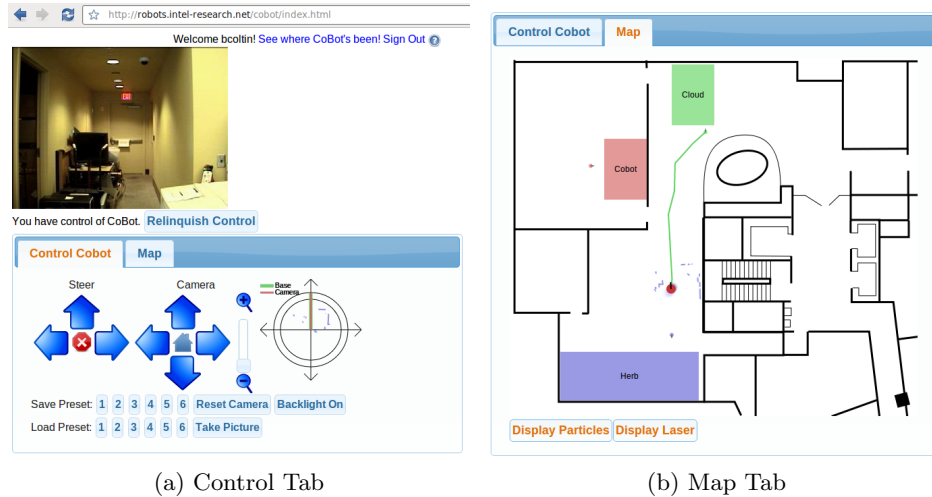 http://robots.intel-research.net/cobot/index.html
Welcome bcoltin! See where CoBot's been! Sign Out ?
EXIT
You have control of CoBot. Relinquish Control
Control Cobot Map
Steer Camera
Base
Camera
Save Preset: 1 2 3 4 5 6 Reset Camera Backlight On
Load Preset: 1 2 3 4 5 6 Take Picture
(a) Control Tab
Control Cobot Map
Cloud
Cobot
Herb
Display Particles Display Laser
(b) Map Tab